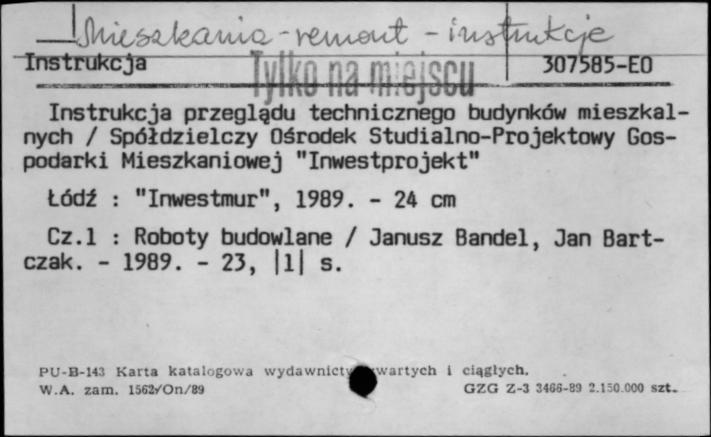 Mieszkania - remont - instrukcje
Instrukcja Tylko na miejscu 307585-EO
Instrukcja przeglądu technicznego budynków mieszkal-
nych / Spółdzielczy Ośrodek Studialno-Projektowy Gos-
podarki Mieszkaniowej "Inwestprojekt"
Łódź : "Inwestmur", 1989. - 24 cm
Cz.1 : Roboty budowlane / Janusz Bandel, Jan Bart-
czak. - 1989. - 23, |1| s.
PU-B-143 Karta katalogowa wydawnictw zwartych i ciągłych.
W.A. zam. 1562/On/89 GZG Z-3 3466-89 2.150.000 szt.